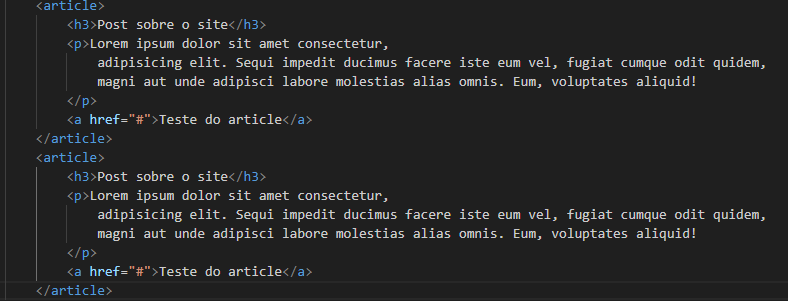 <article>
<h3>Post sobre o site</h3>
<p>Lorem ipsum dolor sit amet consectetur,
adipisicing elit. Sequi impedit ducimus facere iste eum vel, fugiat cumque odit quidem,
magni aut unde adipisci labore molestias alias omnis. Eum, voluptates aliquid!
</p>
<a href="#">Teste do article</a>
</article>
<article>
<h3>Post sobre o site</h3>
<p>Lorem ipsum dolor sit amet consectetur,
adipisicing elit. Sequi impedit ducimus facere iste eum vel, fugiat cumque odit quidem,
magni aut unde adipisci labore molestias alias omnis. Eum, voluptates aliquid!
</p>
<a href="#">Teste do article</a>
</article>